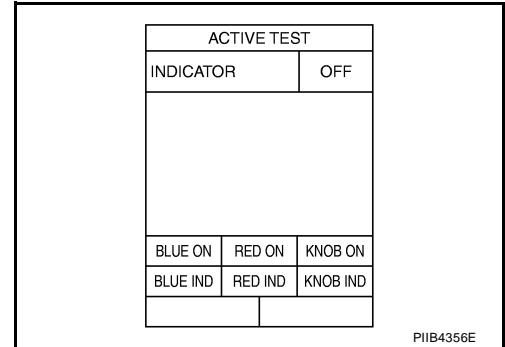 ACTIVE TEST
INDICATOR OFF
BLUE ON RED ON KNOB ON
BLUE IND RED IND KNOB IND
PIIB4356E